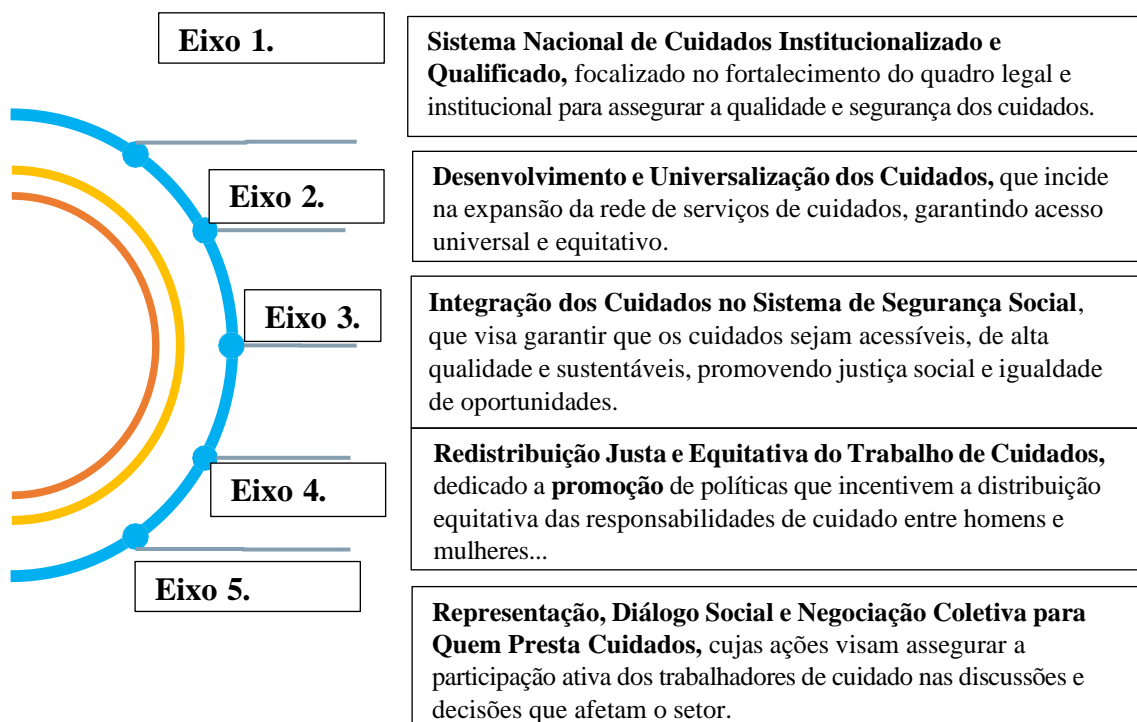 Eixo 1.
Sistema Nacional de Cuidados Institucionalizado e
Qualificado, focalizado no fortalecimento do quadro legal e
institucional para assegurar a qualidade e segurança dos cuidados.
Eixo 2.
Desenvolvimento e Universalização dos Cuidados, que incide
na expansão da rede de serviços de cuidados, garantindo acesso
universal e equitativo.
Eixo 3.
Integração dos Cuidados no Sistema de Segurança Social,
que visa garantir que os cuidados sejam acessíveis, de alta
qualidade e sustentáveis, promovendo justiça social e igualdade
de oportunidades.
Eixo 4.
Redistribuição Justa e Equitativa do Trabalho de Cuidados,
dedicado a promoção de políticas que incentivem a distribuição
equitativa das responsabilidades de cuidado entre homens e
mulheres...
Eixo 5.
Representação, Diálogo Social e Negociação Coletiva para
Quem Presta Cuidados, cujas ações visam assegurar a
participação ativa dos trabalhadores de cuidado nas discussões e
decisões que afetam o setor.